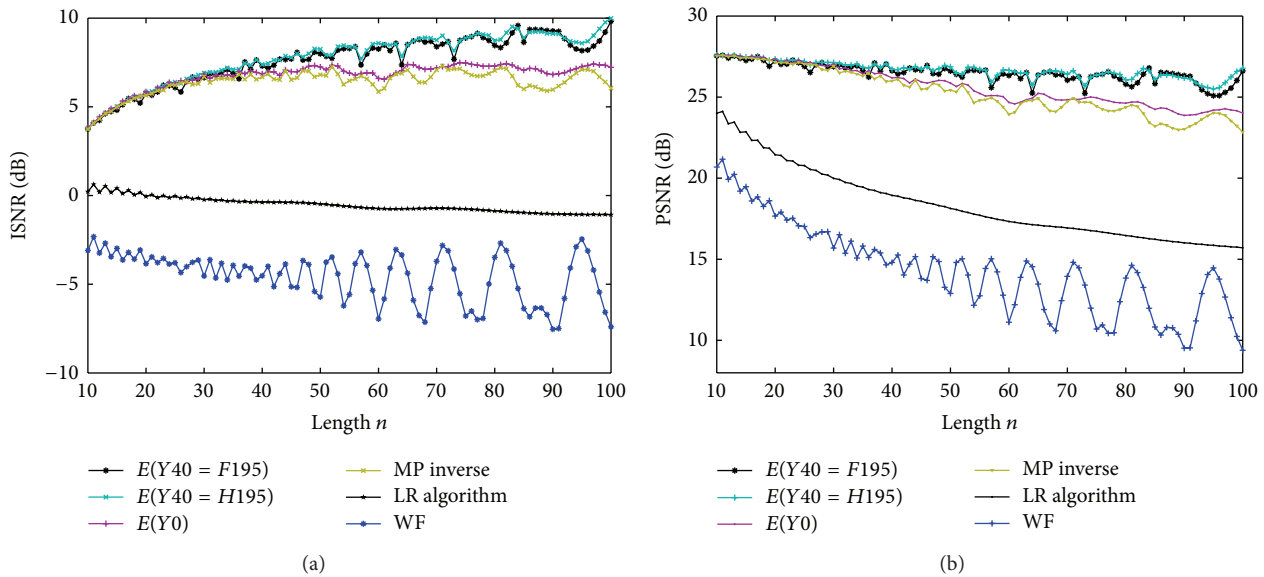 10
5
0
−5
−10
ISNR (dB)
10 20 30 40 50 60 70 80 90 100
Length n
E(Y40 = F195)
E(Y40 = H195)
E(Y0)
MP inverse
LR algorithm
WF
(a)
30
25
20
15
10
PSNR (dB)
10 20 30 40 50 60 70 80 90 100
Length n
E(Y40 = F195)
E(Y40 = H195)
E(Y0)
MP inverse
LR algorithm
WF
(b)